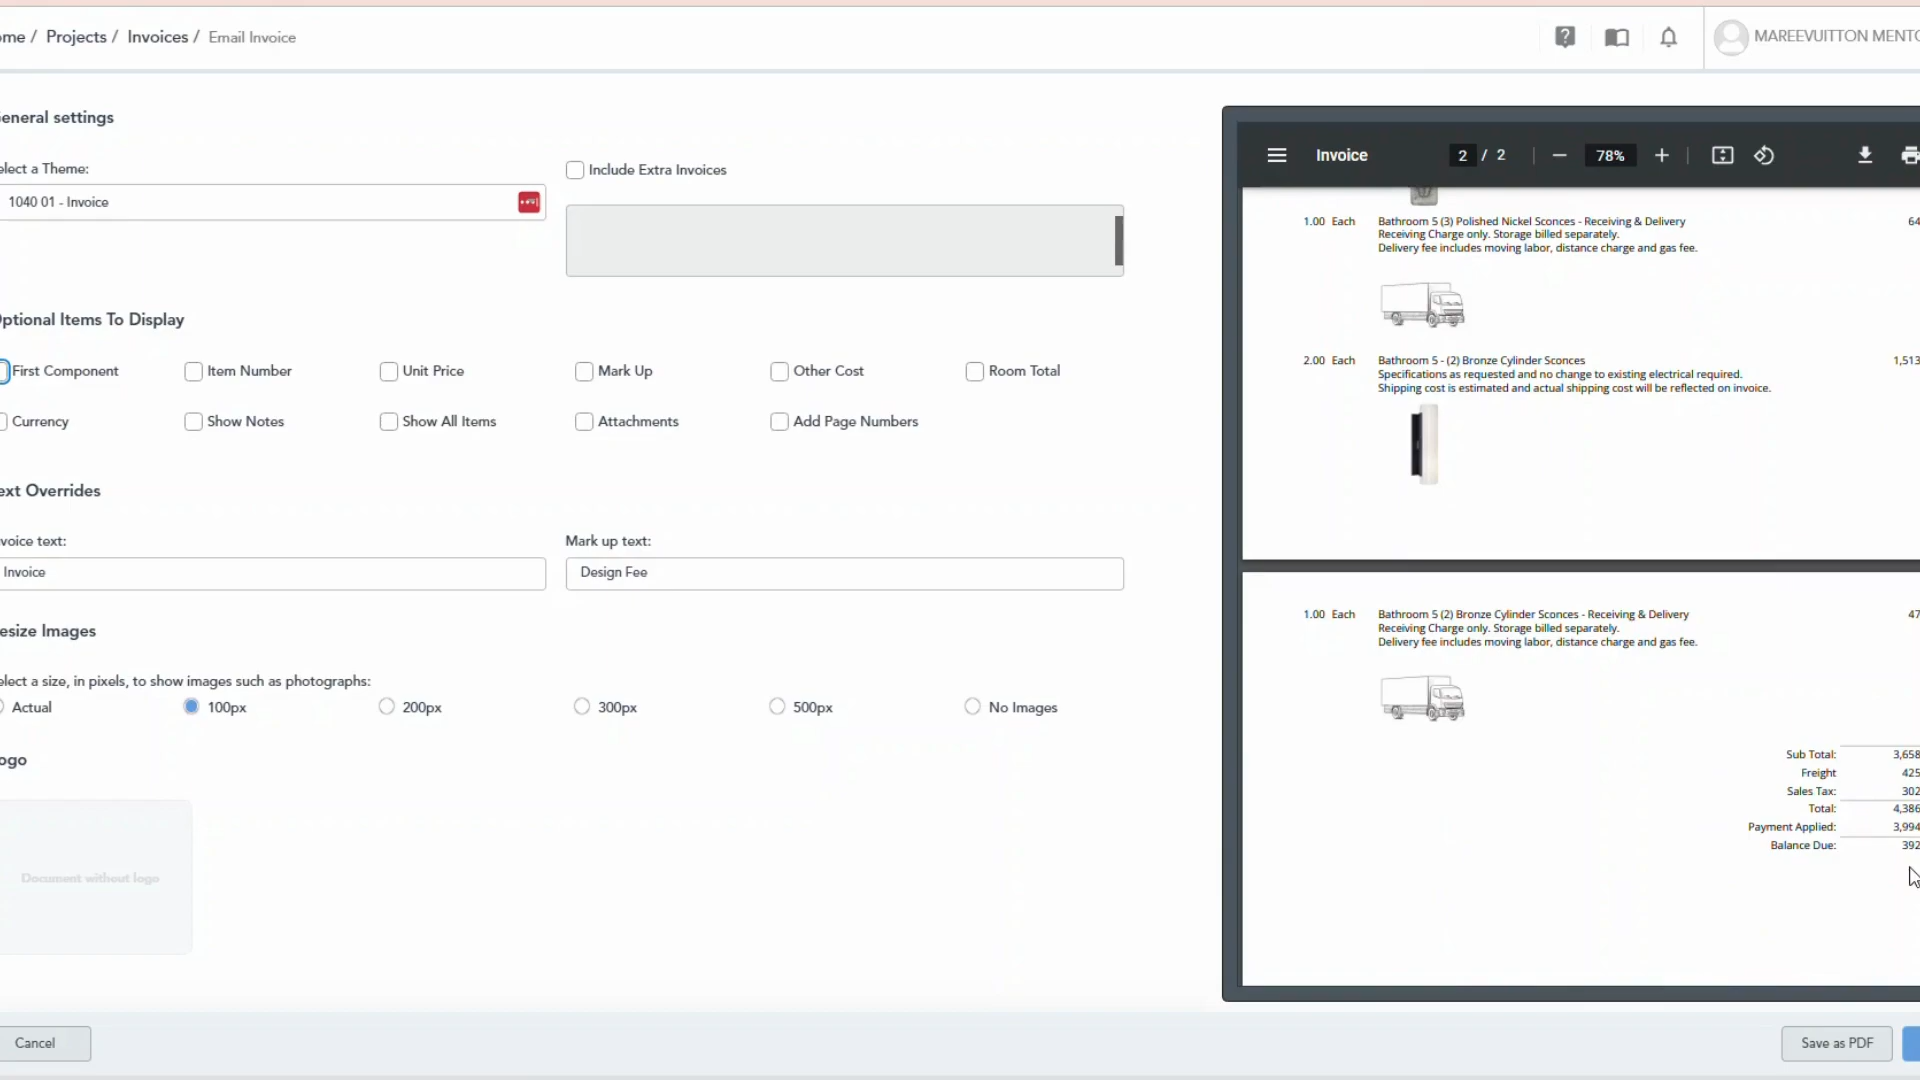 ome / Projects / Invoices / Email Invoice
MAREEVUITTON MENTO
eneral settings
elect a Theme:
1040 01 - Invoice
Include Extra Invoices
ptional Items To Display
First Component
Item Number
Unit Price
Mark Up
Other Cost
Room Total
Currency
Show Notes
Show All Items
Attachments
Add Page Numbers
ext Overrides
voice text:
Invoice
Mark up text:
Design Fee
esize Images
elect a size, in pixels, to show images such as photographs:
Actual
100px
200px
300px
500px
No Images
ogo
Document without logo
Cancel
Invoice
2 / 2
78%
1.00 Each Bathroom 5 (3) Polished Nickel Sconces - Receiving & Delivery 64
Receiving Charge only. Storage billed separately.
Delivery fee includes moving labor, distance charge and gas fee.
2.00 Each Bathroom 5 - (2) Bronze Cylinder Sconces 1,513
Specifications as requested and no change to existing electrical required.
Shipping cost is estimated and actual shipping cost will be reflected on invoice.
1.00 Each Bathroom 5 (2) Bronze Cylinder Sconces - Receiving & Delivery 47
Receiving Charge only. Storage billed separately.
Delivery fee includes moving labor, distance charge and gas fee.
Sub Total: 3,658
Freight 425
Sales Tax: 302
Total: 4,386
Payment Applied: 3,994
Balance Due: 392
Save as PDF